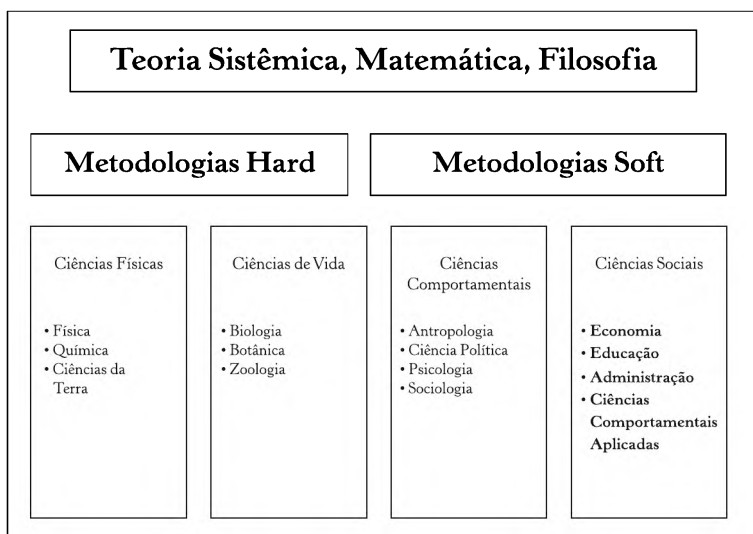 Teoria Sistêmica, Matemática, Filosofia
Metodologias Hard
Metodologias Soft
Ciências Físicas
• Física
• Química
• Ciências da
Terra
Ciências de Vida
• Biologia
• Botânica
• Zoologia
Ciências
Comportamentais
• Antropologia
• Ciência Política
• Psicologia
• Sociologia
Ciências Sociais
• Economia
• Educação
• Administração
• Ciências
Comportamentais
Aplicadas